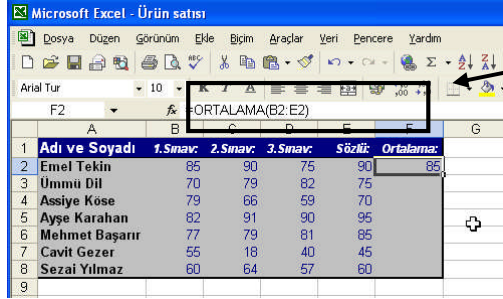 Microsoft Excel - Ürün satısı
Dosya Düzen Görünüm Ekle Biçim Araçlar Veri Pencere Yardım
Arial Tur 10 K T A
F2 fx =ORTALAMA(B2:E2)
A B C D E F G
1 Adı ve Soyadı 1.Sınav: 2.Sınav: 3.Sınav: Sözlü: Ortalama:
2 Emel Tekin 85 90 75 90 85
3 Ümmü Dil 70 79 82 75
4 Assiye Köse 79 66 59 70
5 Ayşe Karahan 82 91 90 95
6 Mehmet Başarır 77 79 81 85
7 Cavit Gezer 55 18 40 45
8 Sezai Yılmaz 60 64 57 60
9